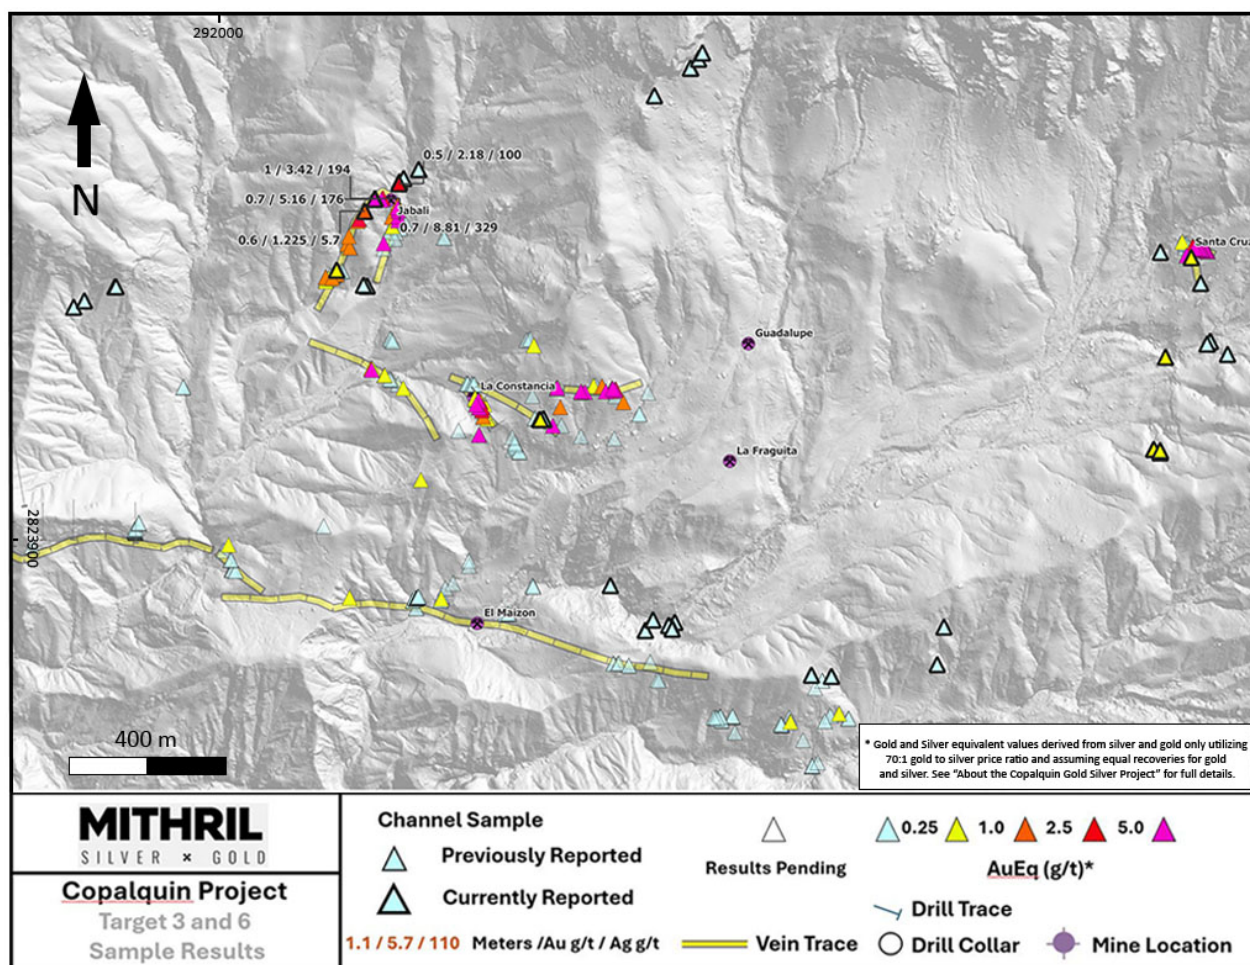 292000
0.5 / 2.18 / 100
1 / 3.42 / 194
0.7 / 5.16 / 176
Jabali
0.7 / 8.81 / 329
0.6 / 1.225 / 5.7
Santa Cruz
N
Guadalupe
La Constancia
La Fraguita
2823900
El Maizon
400 m
* Gold and Silver equivalent values derived from silver and gold only utilizing
70:1 gold to silver price ratio and assuming equal recoveries for gold
and silver. See "About the Copalquin Gold Silver Project" for full details.
MITHRIL
SILVER × GOLD
Copalquin Project
Target 3 and 6
Sample Results
Channel Sample
Previously Reported
Currently Reported
1.1 / 5.7 / 110 Meters /Au g/t / Ag g/t
Results Pending
0.25 1.0 2.5 5.0
AuEq (g/t)*
Drill Trace
Vein Trace
Drill Collar
Mine Location